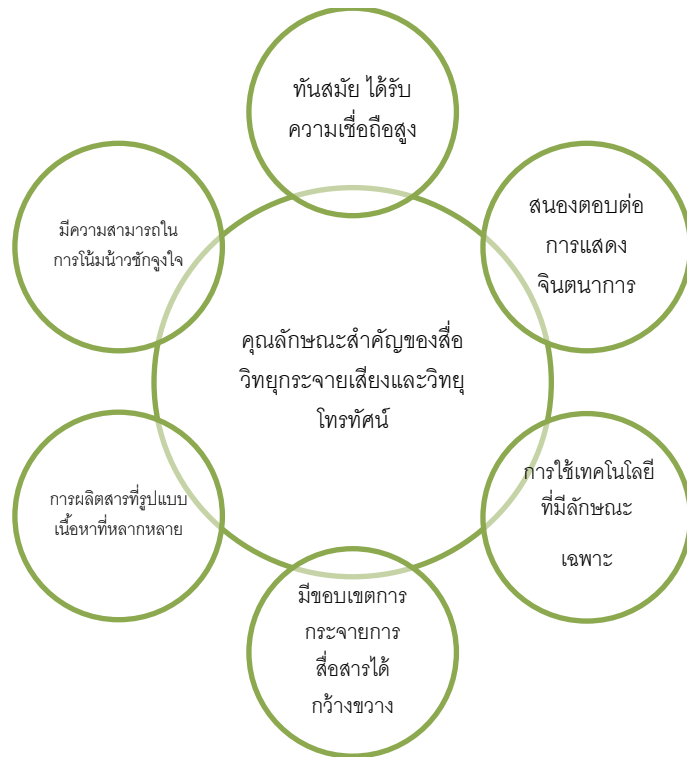 ทันสมัย ได้รับ
ความเชื่อถือสูง
สนองตอบต่อ
การแสดง
จินตนาการ
การใช้เทคโนโลยี
ที่มีลักษณะ
เฉพาะ
มีขอบเขตการ
กระจายการ
สื่อสารได้
กว้างขวาง
การผลิตสารที่รูปแบบ
เนื้อหาที่หลากหลาย
มีความสามารถใน
การโน้มน้าวชักจูงใจ
คุณลักษณะสำคัญของสื่อ
วิทยุกระจายเสียงและวิทยุ
โทรทัศน์